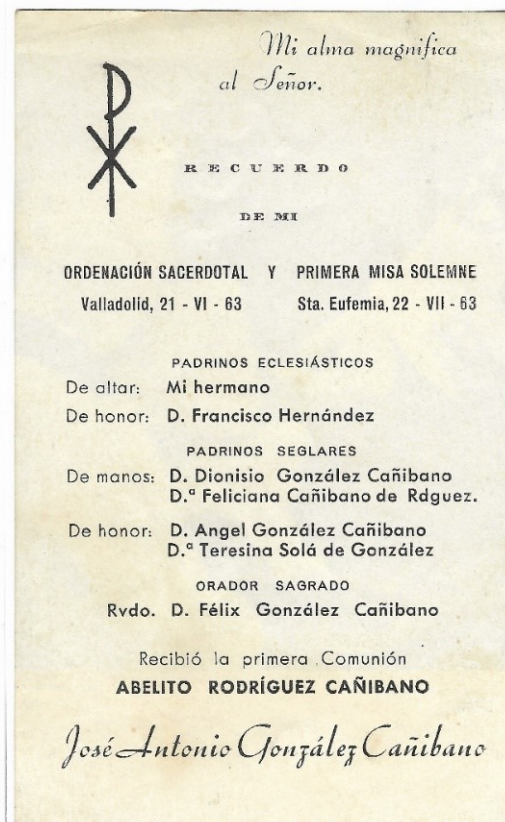 Mi alma magnifica
al Señor.
RECUERDO
DE MI
ORDENACIÓN SACERDOTAL Y PRIMERA MISA SOLEMNE
Valladolid, 21 - VI - 63 Sta. Eufemia, 22 - VII - 63
PADRINOS ECLESIÁSTICOS
De altar: Mi hermano
De honor: D. Francisco Hernández
PADRINOS SEGLARES
De manos: D. Dionisio González Cañibano
D.ª Feliciana Cañibano de Rdguez.
De honor: D. Angel González Cañibano
D.ª Teresina Solá de González
ORADOR SAGRADO
Rvdo. D. Félix González Cañibano
Recibió la primera Comunión
ABELITO RODRÍGUEZ CAÑIBANO
José Antonio González Cañibano